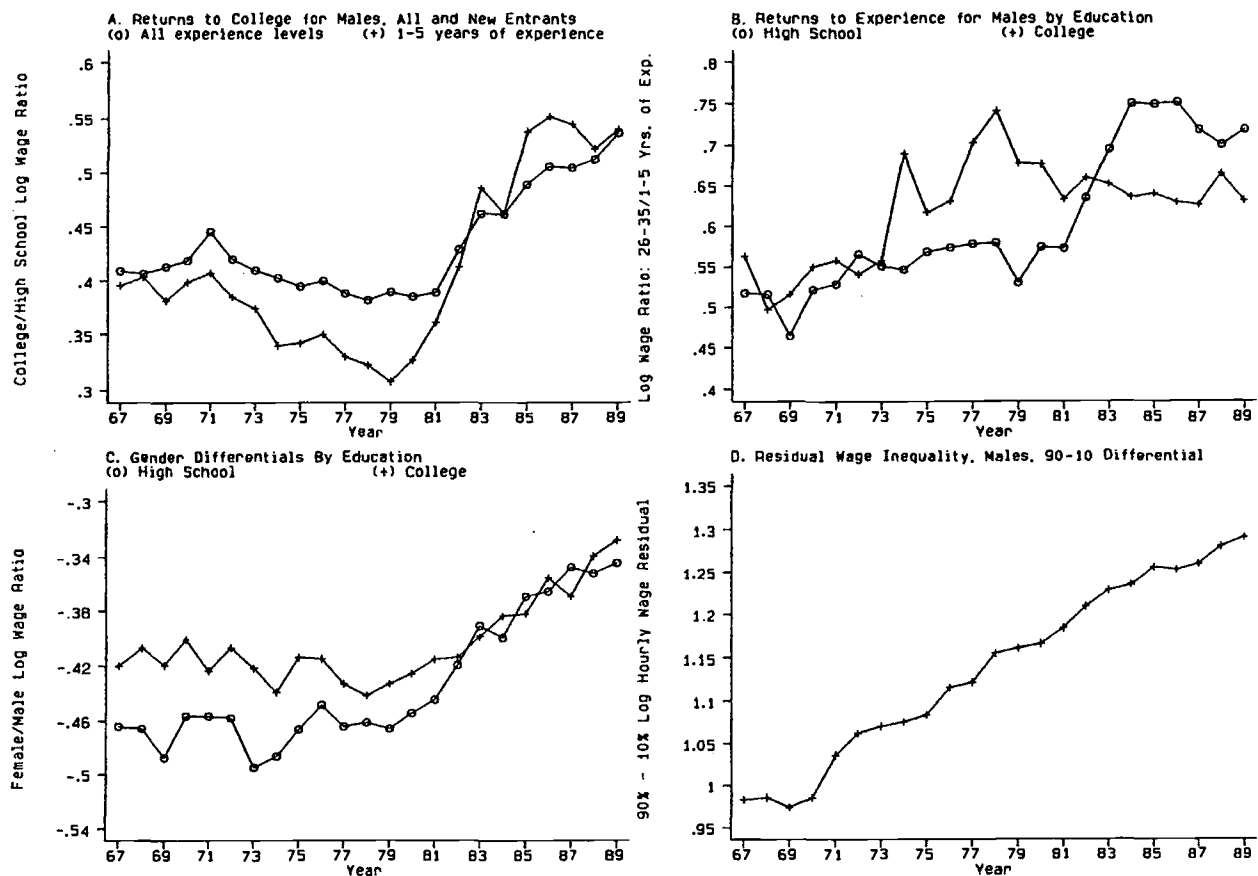 A. Returns to College for Males, All and New Entrants
(o) All experience levels (+) 1-5 years of experience
College/High School Log Wage Ratio
.6
.55
.5
.45
.4
.35
.3
67 69 71 73 75 77 79 81 83 85 87 89
Year
B. Returns to Experience for Males by Education
(o) High School (+) College
Log Wage Ratio: 26-35/1-5 Yrs. of Exp.
.8
.75
.7
.65
.6
.55
.5
.45
.4
67 69 71 73 75 77 79 81 83 85 87 89
Year
C. Gender Differentials By Education
(o) High School (+) College
Female/Male Log Wage Ratio
-.3
-.34
-.38
-.42
-.46
-.5
-.54
67 69 71 73 75 77 79 81 83 85 87 89
Year
D. Residual Wage Inequality, Males, 90-10 Differential
90% - 10% Log Hourly Wage Residual
1.35
1.3
1.25
1.2
1.15
1.1
1.05
1
.95
67 69 71 73 75 77 79 81 83 85 87 89
Year